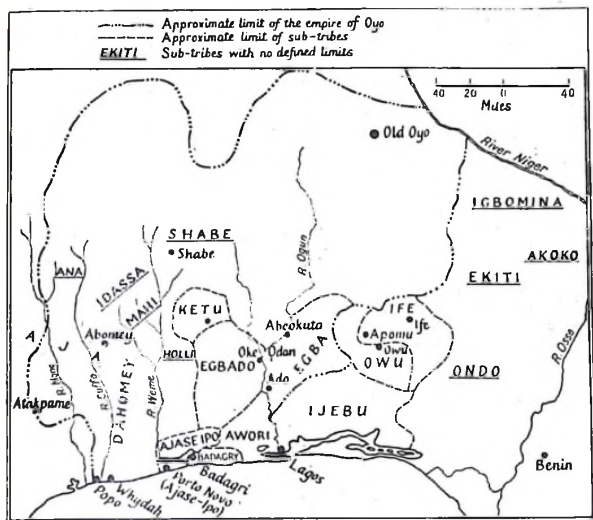 Approximate limit of the empire of Oyo
Approximate limit of sub-tribes
EKITI Sub-tribes with no defined limits
40 20 0 40
Miles
Old Oyo
River Niger
IGBOMINA
SHABE
Shabe
R. Ogun
AKOKO
ANA
IDASSA
MAHI
EKITI
KETU
IFE
Ife
Abeokuta
Apomu
Abomey
Oke Odan
EGBA
Owu
OWU
HOLLI
EGBADO
R. Ossa
Ado
ONDO
R. Mono
R. Cuffo
DAHOMEY
R. Weme
Atakpame
IJEBU
AJASE IPO
AWORI
BADAGRY
Benin
Lagos
Badagri
Porto Novo
(Ajase-Ipo)
Whydah
Popo